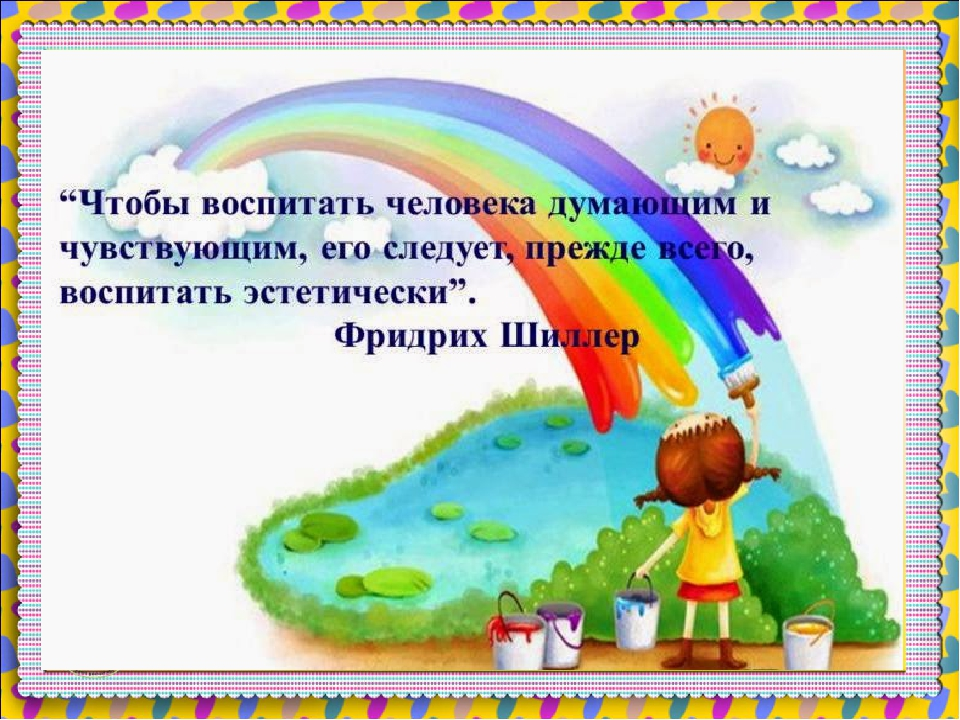 “Чтобы воспитать человека думающим и
чувствующим, его следует, прежде всего,
воспитать эстетически”.
Фридрих Шиллер